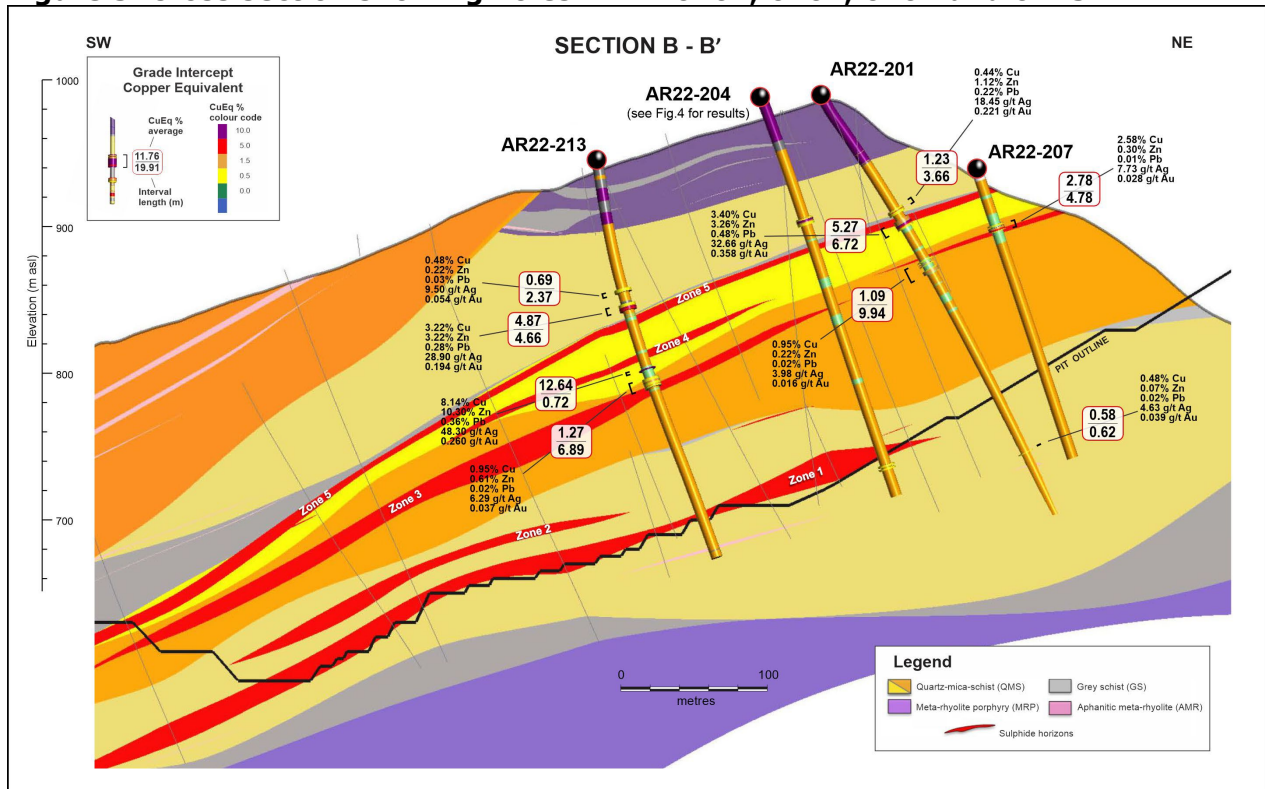 SW
SECTION B - B'
NE
Grade Intercept
Copper Equivalent
CuEq %
average
11.76
19.91
Interval
length (m)
CuEq %
colour code
10.0
5.0
1.5
0.5
0.0
Elevation (m asl)
1000
900
800
700
AR22-213
AR22-204
(see Fig.4 for results)
AR22-201
AR22-207
0.44% Cu
1.12% Zn
0.22% Pb
18.45 g/t Ag
0.221 g/t Au
1.23
3.66
2.58% Cu
0.30% Zn
0.01% Pb
7.73 g/t Ag
0.028 g/t Au
2.78
4.78
3.40% Cu
3.26% Zn
0.48% Pb
32.66 g/t Ag
0.358 g/t Au
5.27
6.72
0.48% Cu
0.22% Zn
0.03% Pb
9.50 g/t Ag
0.054 g/t Au
0.69
2.37
3.22% Cu
3.22% Zn
0.28% Pb
28.90 g/t Ag
0.194 g/t Au
4.87
4.66
1.09
9.94
0.95% Cu
0.22% Zn
0.02% Pb
3.98 g/t Ag
0.016 g/t Au
8.14% Cu
10.30% Zn
0.36% Pb
48.30 g/t Ag
0.260 g/t Au
12.64
0.72
1.27
6.89
0.95% Cu
0.61% Zn
0.02% Pb
6.29 g/t Ag
0.037 g/t Au
0.48% Cu
0.07% Zn
0.02% Pb
4.63 g/t Ag
0.039 g/t Au
0.58
0.62
Zone 5
Zone 4
Zone 5
Zone 3
Zone 2
Zone 1
PIT OUTLINE
0
100
metres
Legend
Quartz-mica-schist (QMS)
Grey schist (GS)
Meta-rhyolite porphyry (MRP)
Aphanitic meta-rhyolite (AMR)
Sulphide horizons